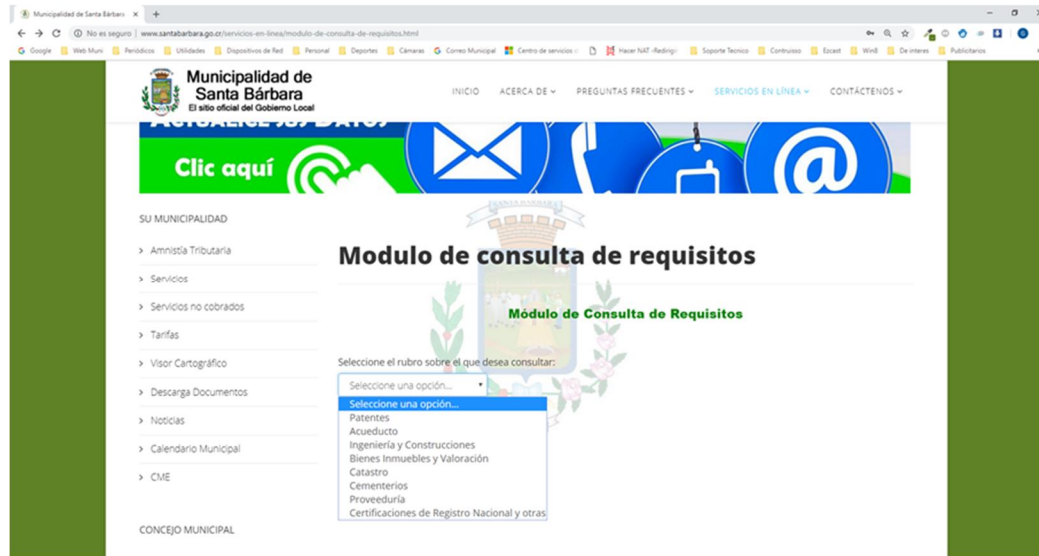 Municipalidad de Santa Bárbara
No es seguro | www.santabarbara.go.cr/servicios-en-linea/modulo-de-consulta-de-requisitos.html
Google Web Muni Periódicos Utilidades Dispositivos de Red Personal Deportes Cámaras Correo Municipal Centro de servicios Hacer NAT -Redirigi Soporte Tecnico Contruisso Ezcast Win8 De interes Publicitarios
Municipalidad de
Santa Bárbara
El sitio oficial del Gobierno Local
INICIO ACERCA DE PREGUNTAS FRECUENTES SERVICIOS EN LÍNEA CONTÁCTENOS
ACTUALICE SUS DATOS
Clic aquí
@
SU MUNICIPALIDAD
Amnistía Tributaria
Servicios
Servicios no cobrados
Tarifas
Visor Cartográfico
Descarga Documentos
Noticias
Calendario Municipal
CME
CONCEJO MUNICIPAL
SANTA BARBARA
Modulo de consulta de requisitos
Módulo de Consulta de Requisitos
Seleccione el rubro sobre el que desea consultar:
Seleccione una opción...
Seleccione una opción...
Patentes
Acueducto
Ingeniería y Construcciones
Bienes Inmuebles y Valoración
Catastro
Cementerios
Proveeduría
Certificaciones de Registro Nacional y otras